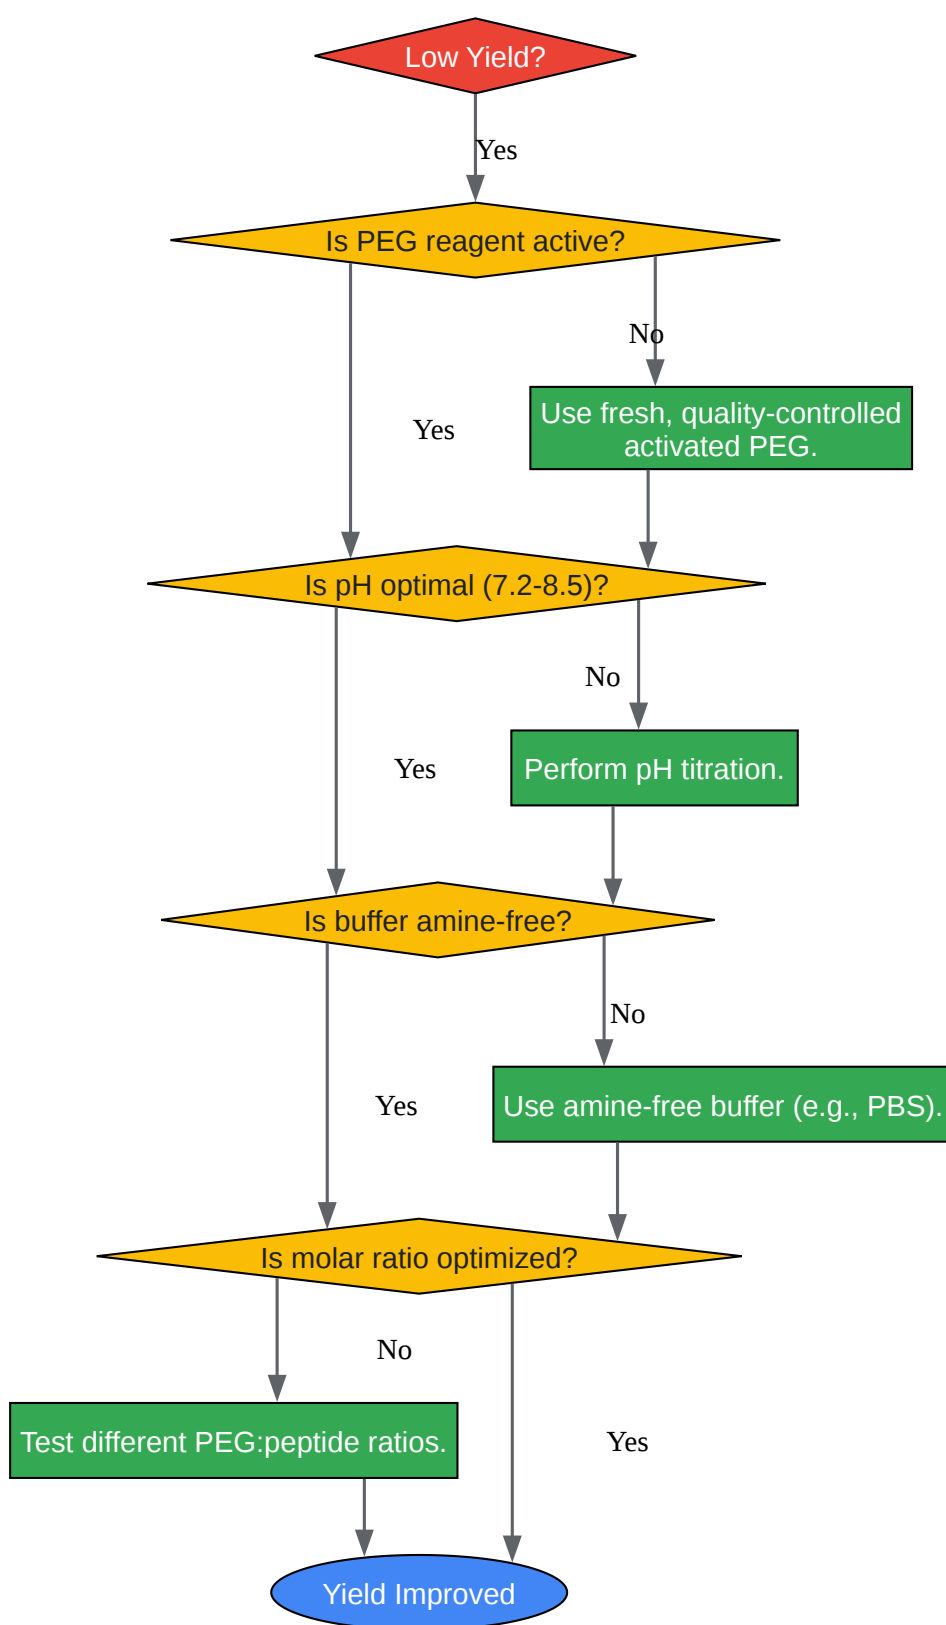 Low Yield?
Yes
Is PEG reagent active?
No
Use fresh, quality-controlled
activated PEG.
Yes
Is pH optimal (7.2-8.5)?
No
Yes
Perform pH titration.
Is buffer amine-free?
No
Yes
Use amine-free buffer (e.g., PBS).
Is molar ratio optimized?
No
Test different PEG:peptide ratios.
Yes
Yield Improved